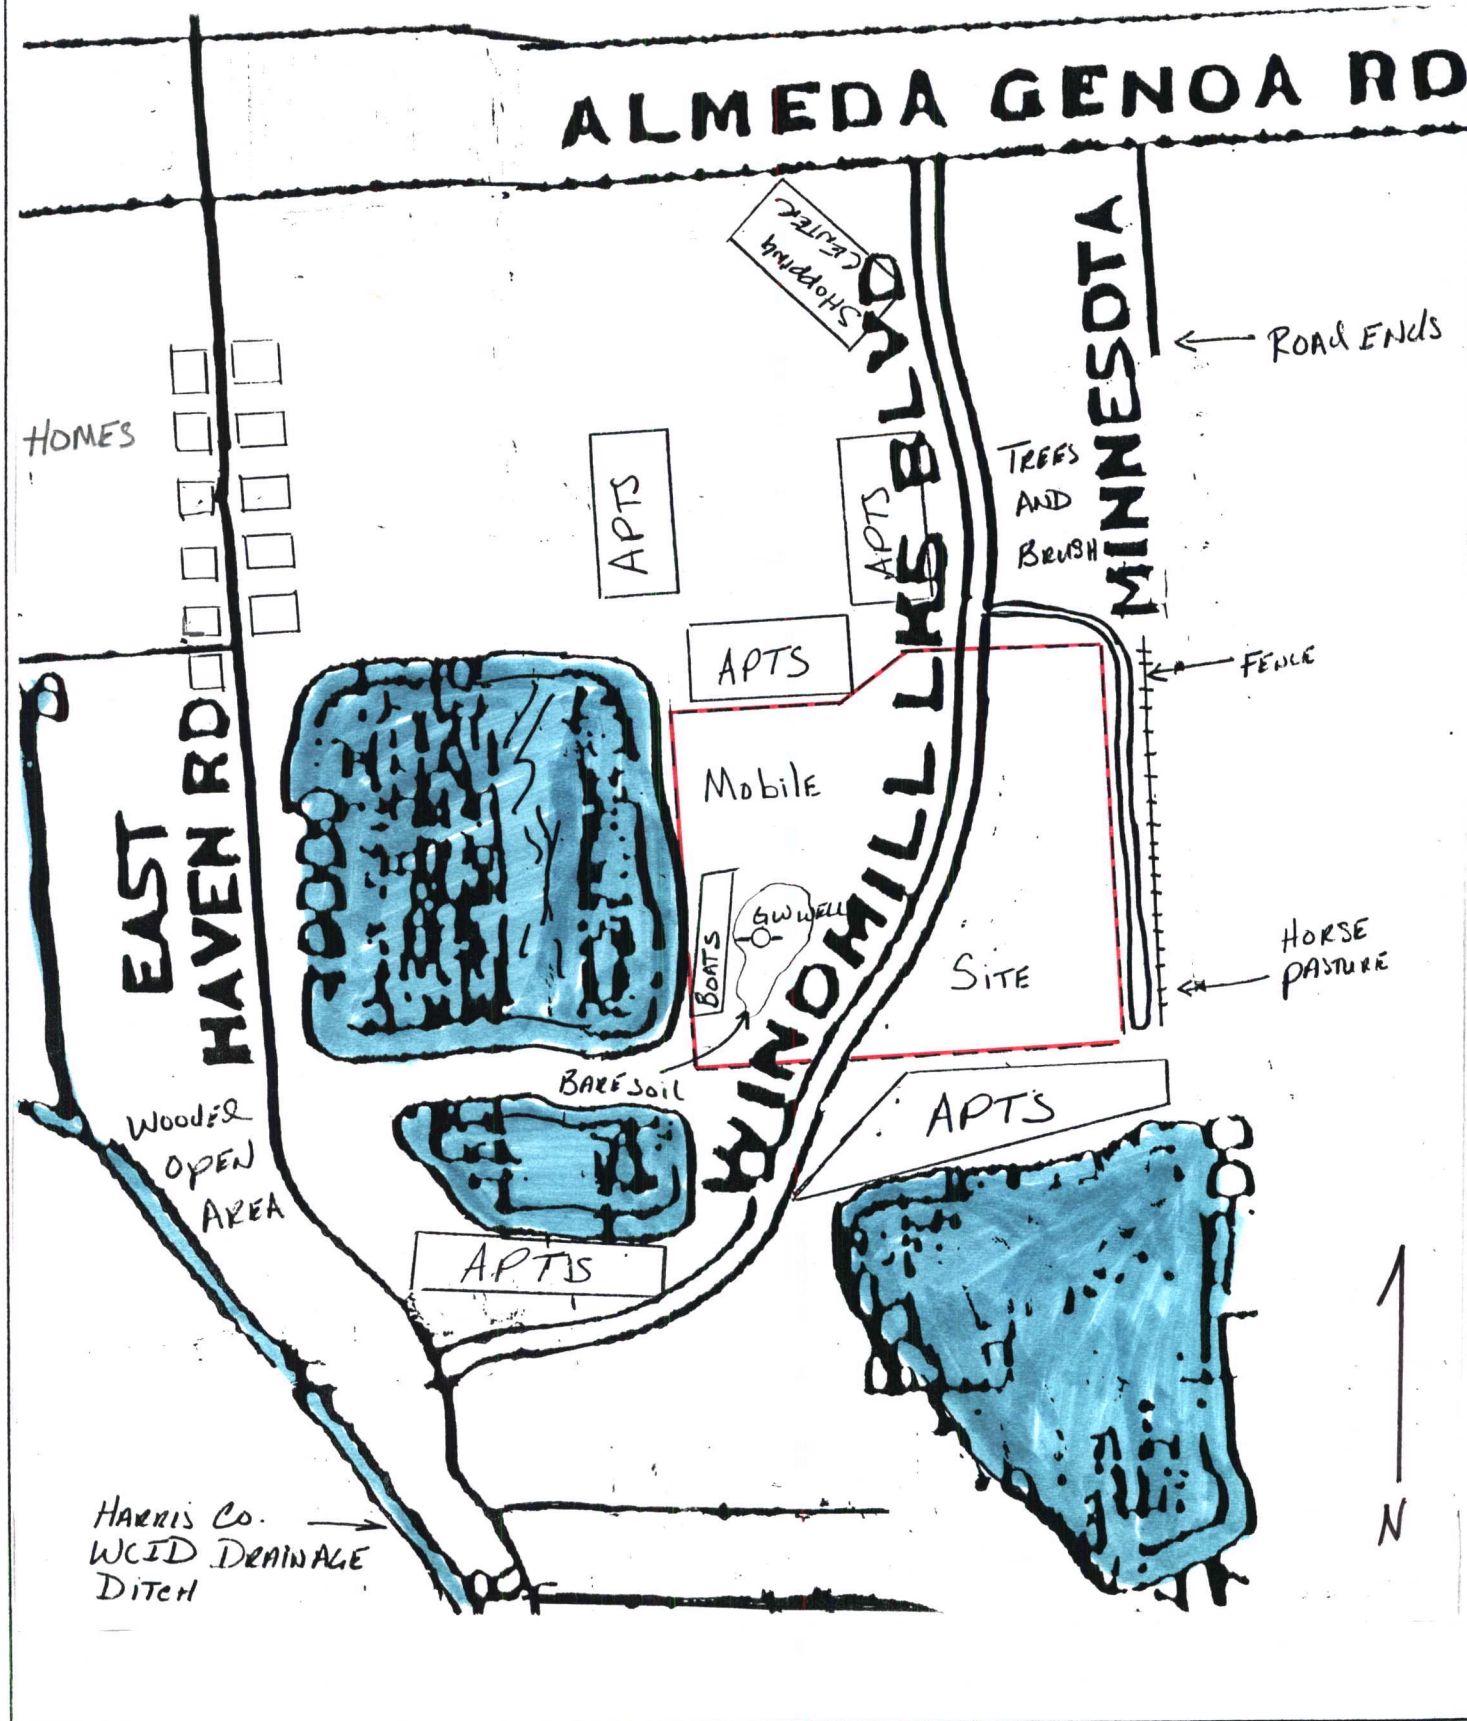 ALMEDA GENOA RD
SHOPPING
CENTER
MINNESOTA
ROAD ENDS
HOMES
APTS
APTS
TREES
AND
BRUSH
WINDMILL LKS BLVD
APTS
FENCE
EAST
HAVEN RD
Mobile
GW WELL
BOATS
SITE
HORSE
PASTURE
BARE SOIL
WOODED
OPEN
AREA
APTS
APTS
HARRIS CO.
WCID DRAINAGE
DITCH
N